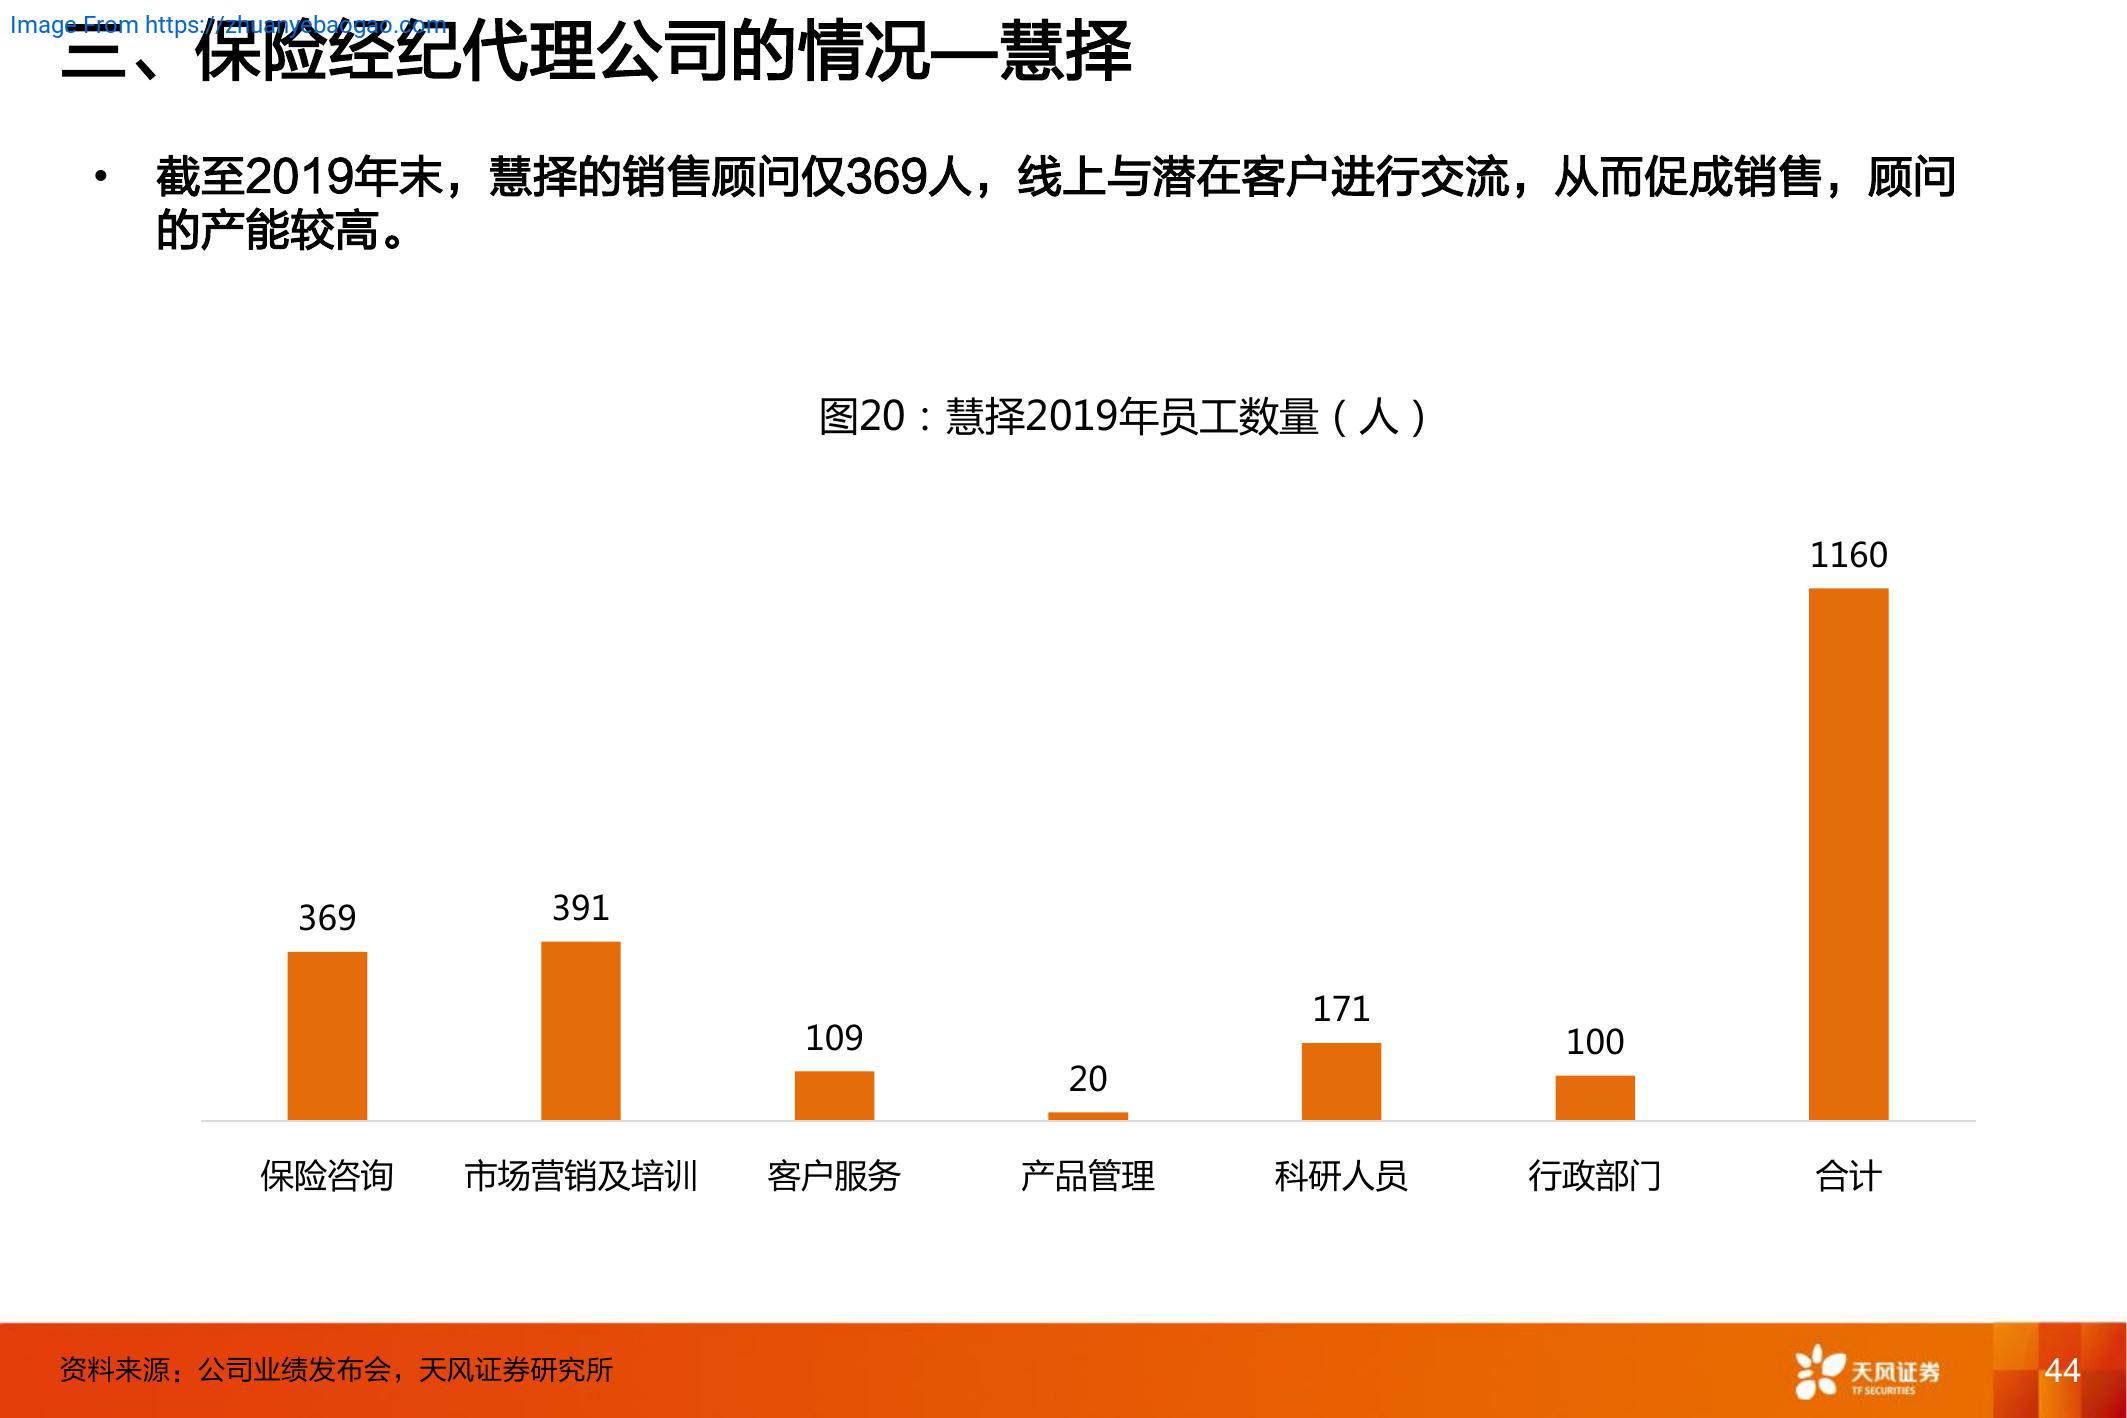 Image From https://zhuanyebaogao.com
三、保险经纪代理公司的情况—慧择
• 截至2019年末，慧择的销售顾问仅369人，线上与潜在客户进行交流，从而促成销售，顾问
的产能较高。
图20：慧择2019年员工数量（人）
1160
369
391
109
20
171
100
保险咨询 市场营销及培训 客户服务 产品管理 科研人员 行政部门 合计
资料来源：公司业绩发布会，天风证券研究所
天风证券
TF SECURITIES
44